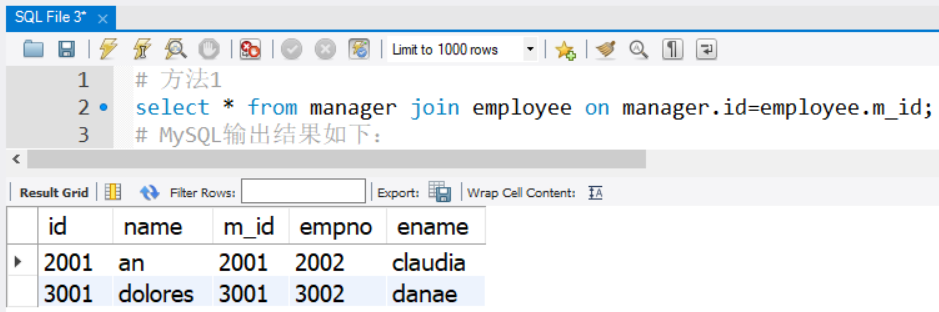 SQL File 3*
Limit to 1000 rows
1 # 方法1
2 select * from manager join employee on manager.id=employee.m_id;
3 # MySQL输出结果如下:
Result Grid Filter Rows: Export: Wrap Cell Content:
id name m_id empno ename
2001 an 2001 2002 claudia
3001 dolores 3001 3002 danae